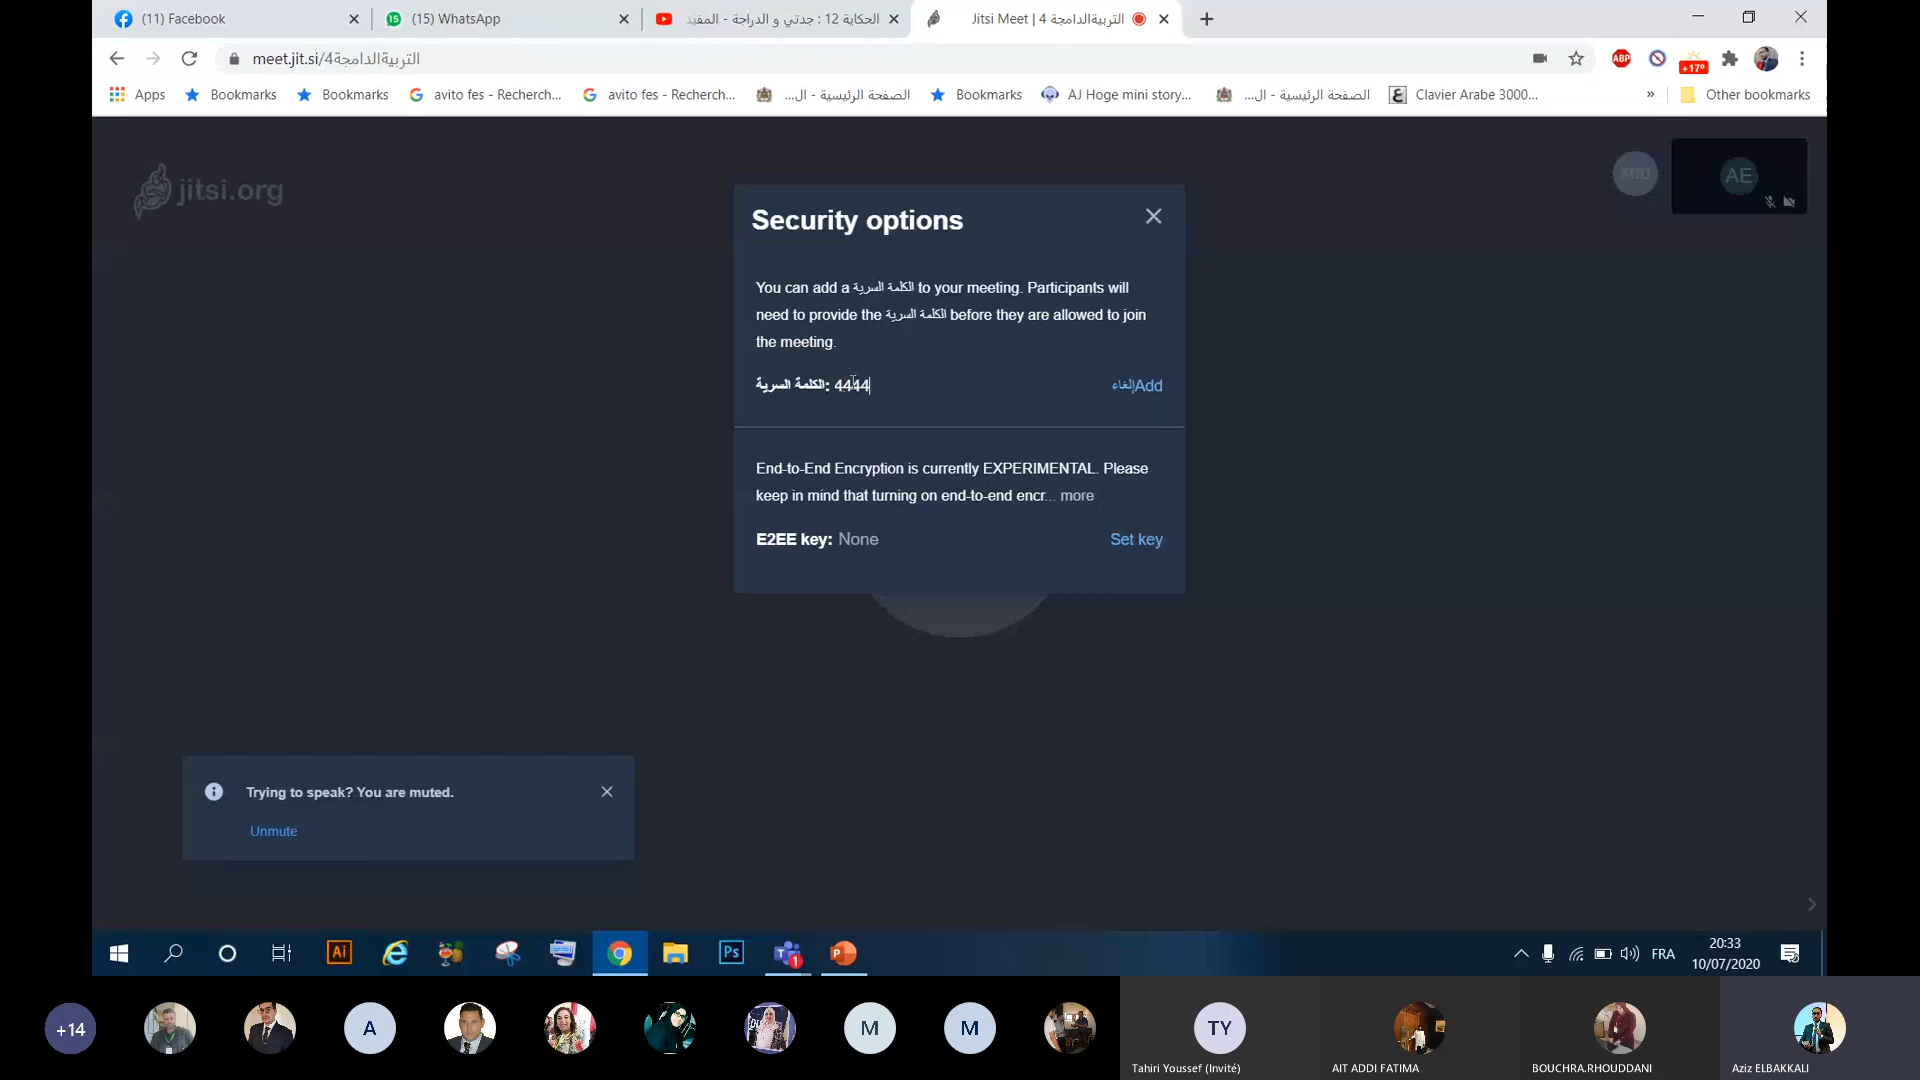 (11) Facebook
(15) WhatsApp
الحكاية 12 : جدتي و الدراجة - المفيد
Jitsi Meet | 4 التربيةالدامجة
meet.jit.si/4التربيةالدامجة
ABP
+17°
Apps
Bookmarks
Bookmarks
avito fes - Recherch...
avito fes - Recherch...
الصفحة الرئيسية - ال...
Bookmarks
AJ Hoge mini story...
الصفحة الرئيسية - ال...
Clavier Arabe 3000...
»
Other bookmarks
jitsi.org
AE
Security options
You can add a الكلمة السرية to your meeting. Participants will
need to provide the الكلمة السرية before they are allowed to join
the meeting.
الكلمة السرية: 4444
إلغاءAdd
End-to-End Encryption is currently EXPERIMENTAL. Please
keep in mind that turning on end-to-end encr... more
E2EE key: None
Set key
Trying to speak? You are muted.
Unmute
Ai
Ps
1
P
FRA
20:33
10/07/2020
+14
A
M
M
TY
Tahiri Youssef (Invité)
AIT ADDI FATIMA
BOUCHRA.RHOUDDANI
Aziz ELBAKKALI